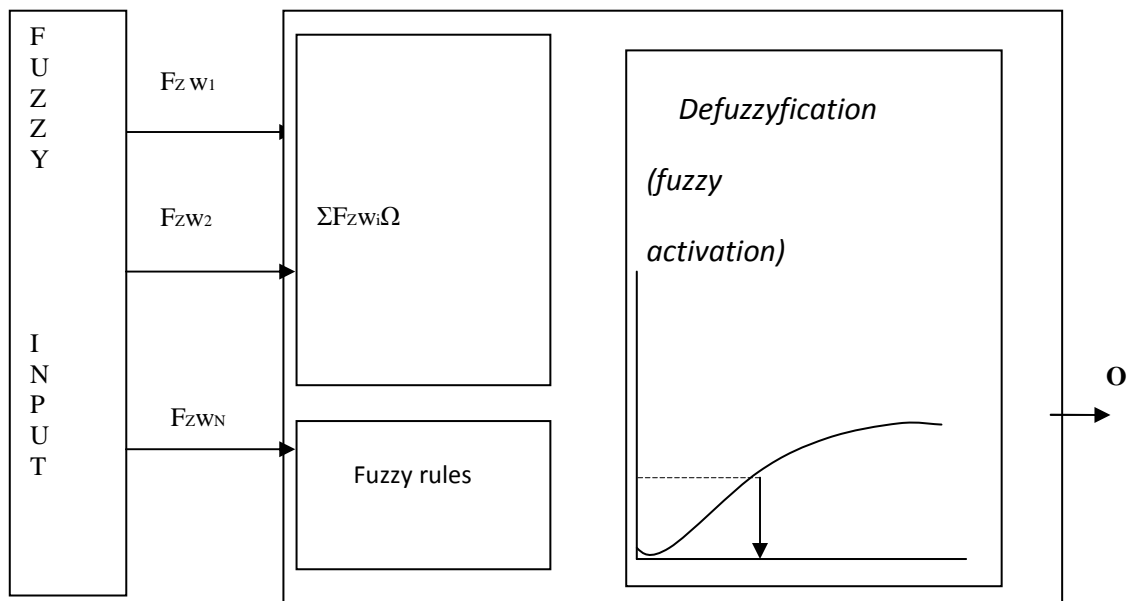 F
U
Z
Z
Y
I
N
P
U
T
Fz w1
Fzw2
FzwN
ΣFzwiΩ
Fuzzy rules
Defuzzyfication
(fuzzy
activation)
O